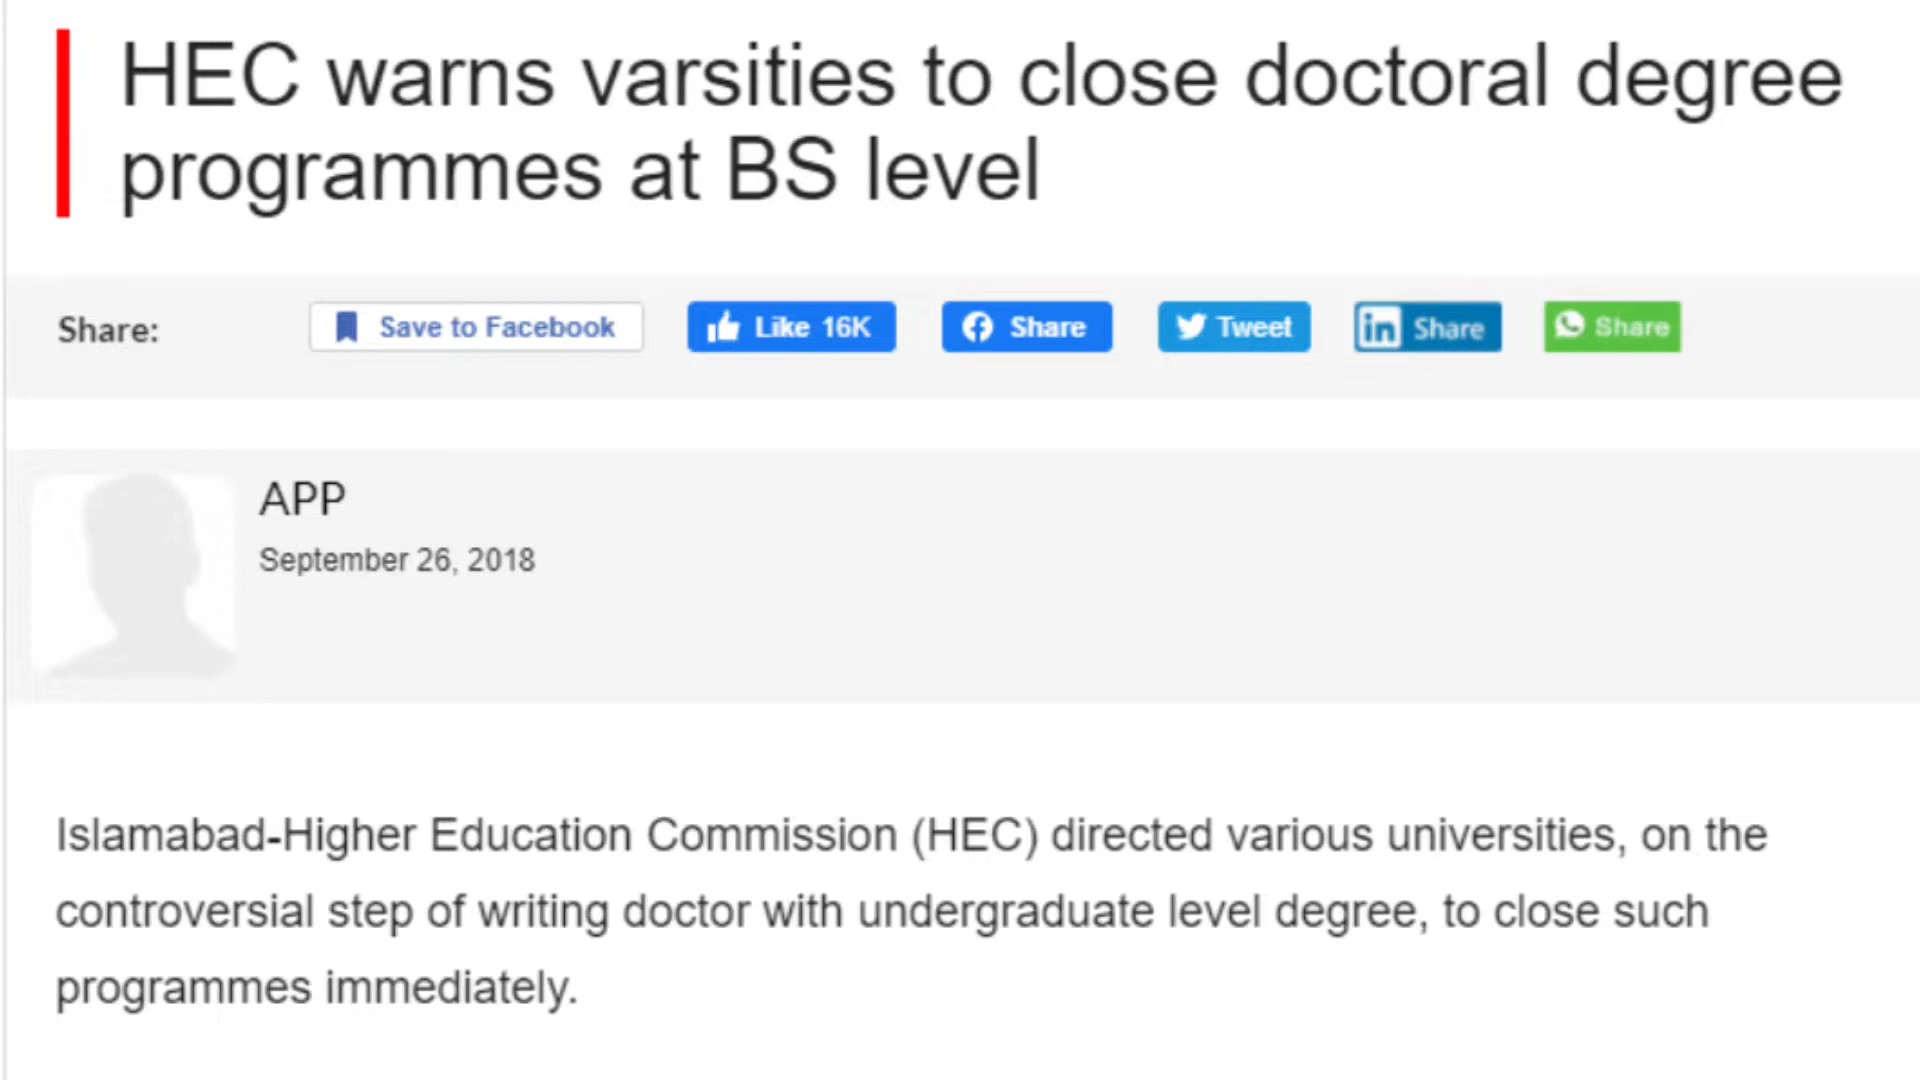 HEC warns varsities to close doctoral degree
programmes at BS level
Share: Save to Facebook Like 16K Share Tweet in Share Share
APP
September 26, 2018
Islamabad-Higher Education Commission (HEC) directed various universities, on the
controversial step of writing doctor with undergraduate level degree, to close such
programmes immediately.